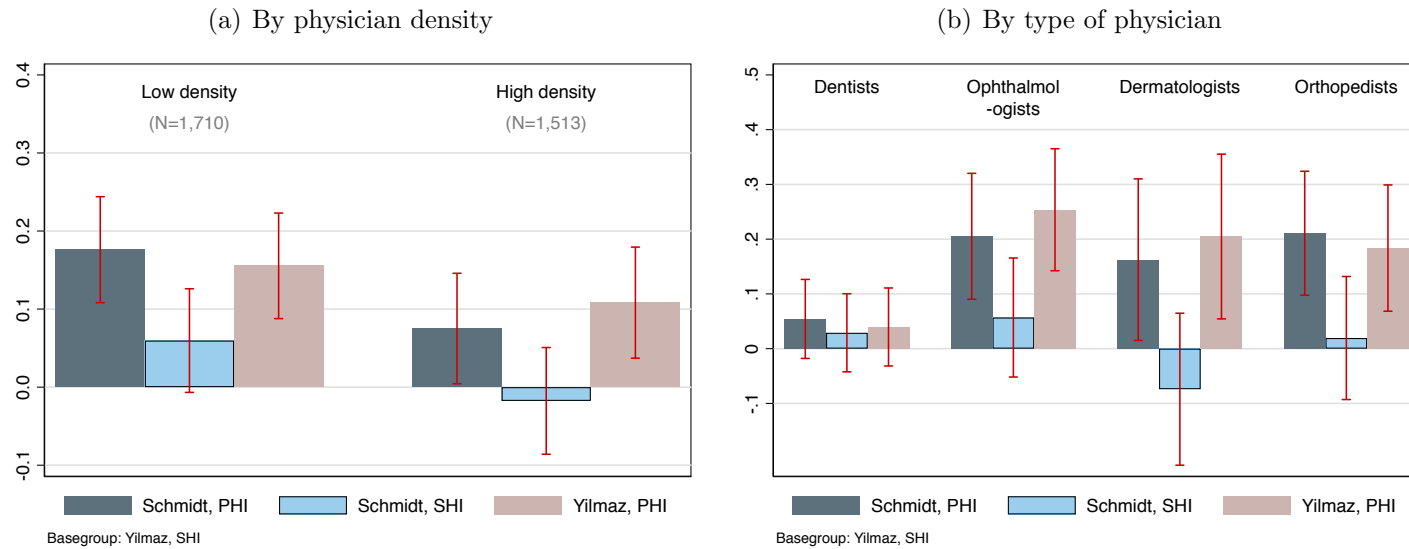 (a) By physician density
0.4
0.3
0.2
0.1
0.0
-0.1
Low density
(N=1,710)
High density
(N=1,513)
Schmidt, PHI
Schmidt, SHI
Yilmaz, PHI
Basegroup: Yilmaz, SHI
(b) By type of physician
.5
.4
.3
.2
.1
0
-.1
Dentists
Ophthalmol
-ogists
Dermatologists
Orthopedists
Schmidt, PHI
Schmidt, SHI
Yilmaz, PHI
Basegroup: Yilmaz, SHI